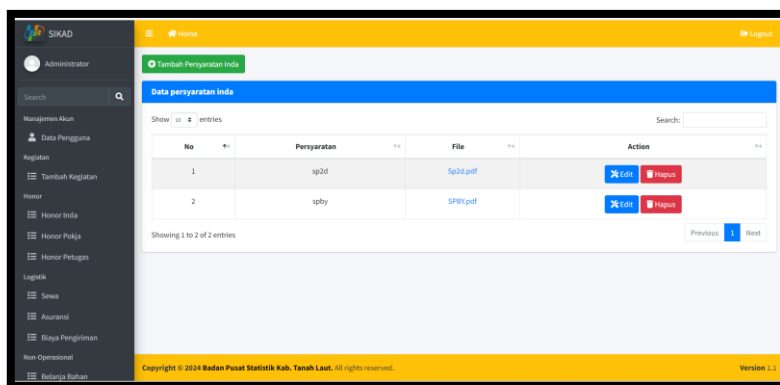 SIKAD
Home
Logout
Administrator
Search
Manajemen Akun
Data Pengguna
Kegiatan
Tambah Kegiatan
Honor
Honor Inda
Honor Pokja
Honor Petugas
Logistik
Sewa
Asuransi
Biaya Pengiriman
Non-Operasional
Belanja Bahan
Tambah Persyaratan Inda
Data persyaratan inda
Show 10 entries
Search:
No Persyaratan File Action
1 sp2d Sp2d.pdf Edit Hapus
2 spby SPBY.pdf Edit Hapus
Showing 1 to 2 of 2 entries
Previous 1 Next
Copyright © 2024 Badan Pusat Statistik Kab. Tanah Laut. All rights reserved.
Version 1.1